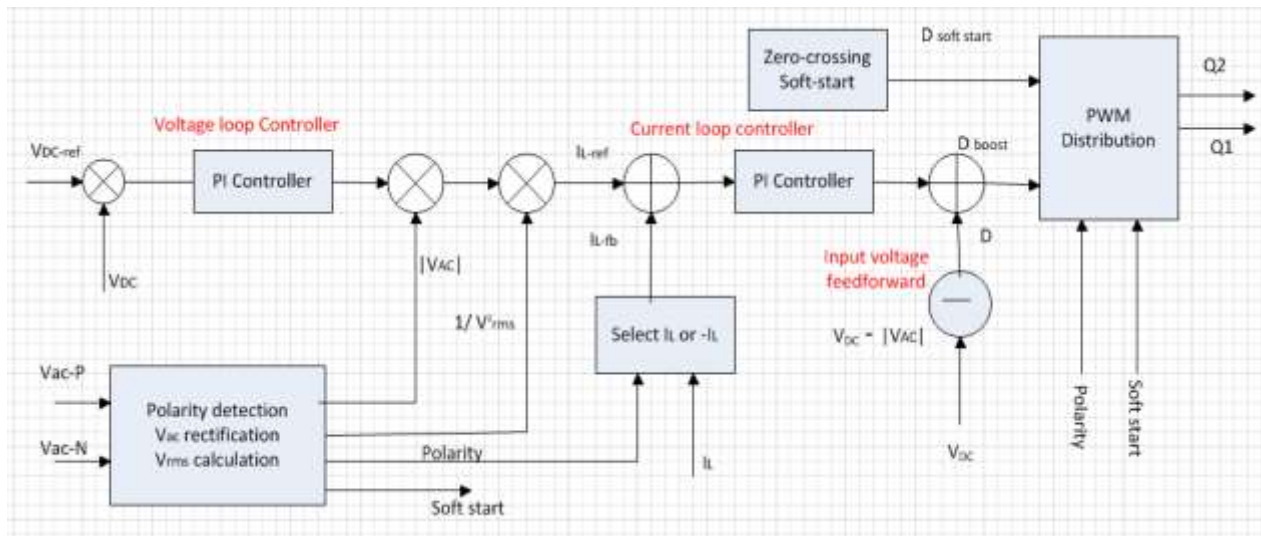 D soft start
Zero-crossing
Soft-start
Q2
PWM
Distribution
Q1
Voltage loop Controller
Current loop controller
VDC-ref
PI Controller
IL-ref
PI Controller
D boost
IL-fb
D
VDC
|VAC|
Input voltage
feedforward
1/ V²rms
Select IL or -IL
VDC - |VAC|
Vac-P
Polarity detection
Vac rectification
Vrms calculation
Vac-N
Polarity
IL
VDC
Soft start
Polarity
Soft start